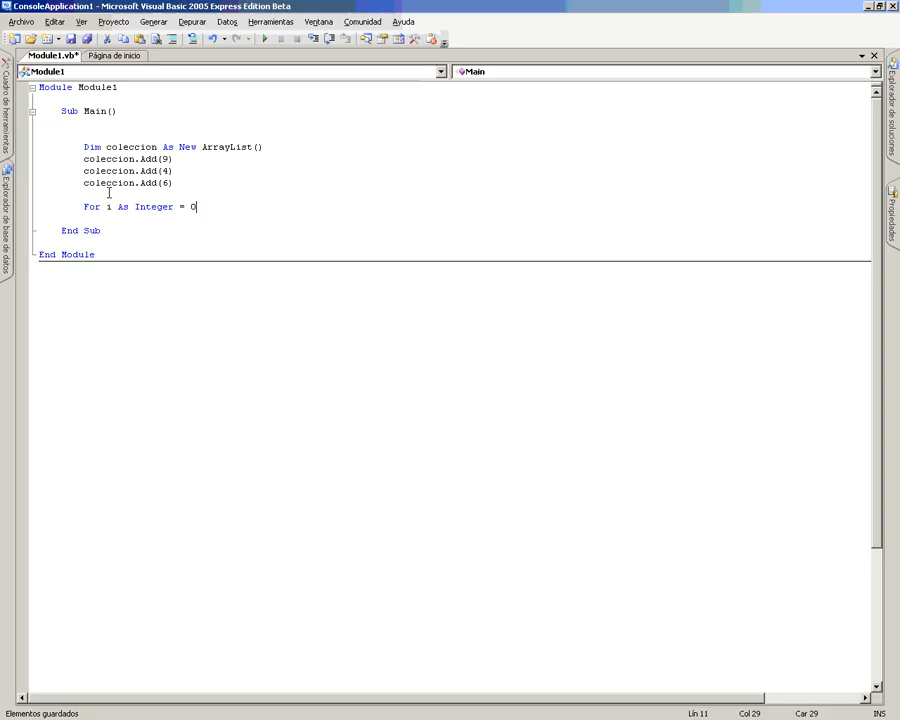 ConsoleApplication1 - Microsoft Visual Basic 2005 Express Edition Beta
Archivo Editar Ver Proyecto Generar Depurar Datos Herramientas Ventana Comunidad Ayuda
Module1.vb* Página de inicio
Module1 Main
Module Module1
Sub Main()
Dim coleccion As New ArrayList()
coleccion.Add(9)
coleccion.Add(4)
coleccion.Add(6)
For i As Integer = 0
End Sub
End Module
Cuadro de herramientas
Explorador de base de datos
Explorador de soluciones
Propiedades
Elementos guardados Lín 11 Col 29 Car 29 INS